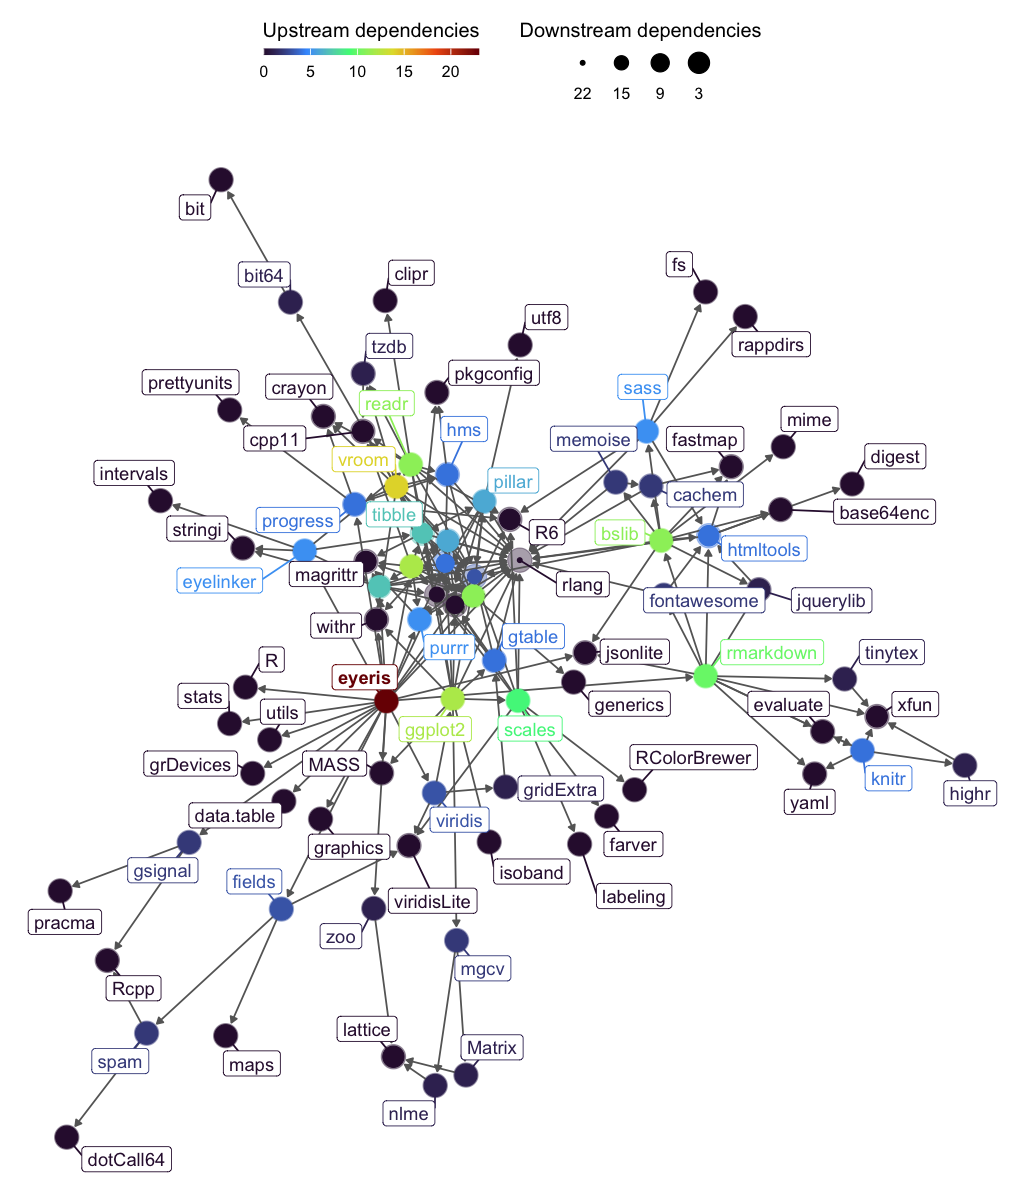 Upstream dependencies
0 5 10 15 20
Downstream dependencies
22 15 9 3
bit
bit64
clipr
fs
utf8
rappdirs
tzdb
prettyunits
crayon
pkgconfig
readr
sass
hms
mime
cpp11
memoise
fastmap
vroom
digest
intervals
pillar
cachem
tibble
base64enc
progress
stringi
R6
bslib
htmltools
eyelinker
magrittr
rlang
fontawesome
jquerylib
withr
gtable
purrr
jsonlite
rmarkdown
tinytex
R
eyeris
stats
utils
generics
evaluate
xfun
ggplot2
scales
grDevices
MASS
RColorBrewer
knitr
gridExtra
yaml
highr
data.table
viridis
graphics
farver
gsignal
isoband
fields
labeling
viridisLite
pracma
zoo
mgcv
Rcpp
lattice
Matrix
spam
maps
nlme
dotCall64